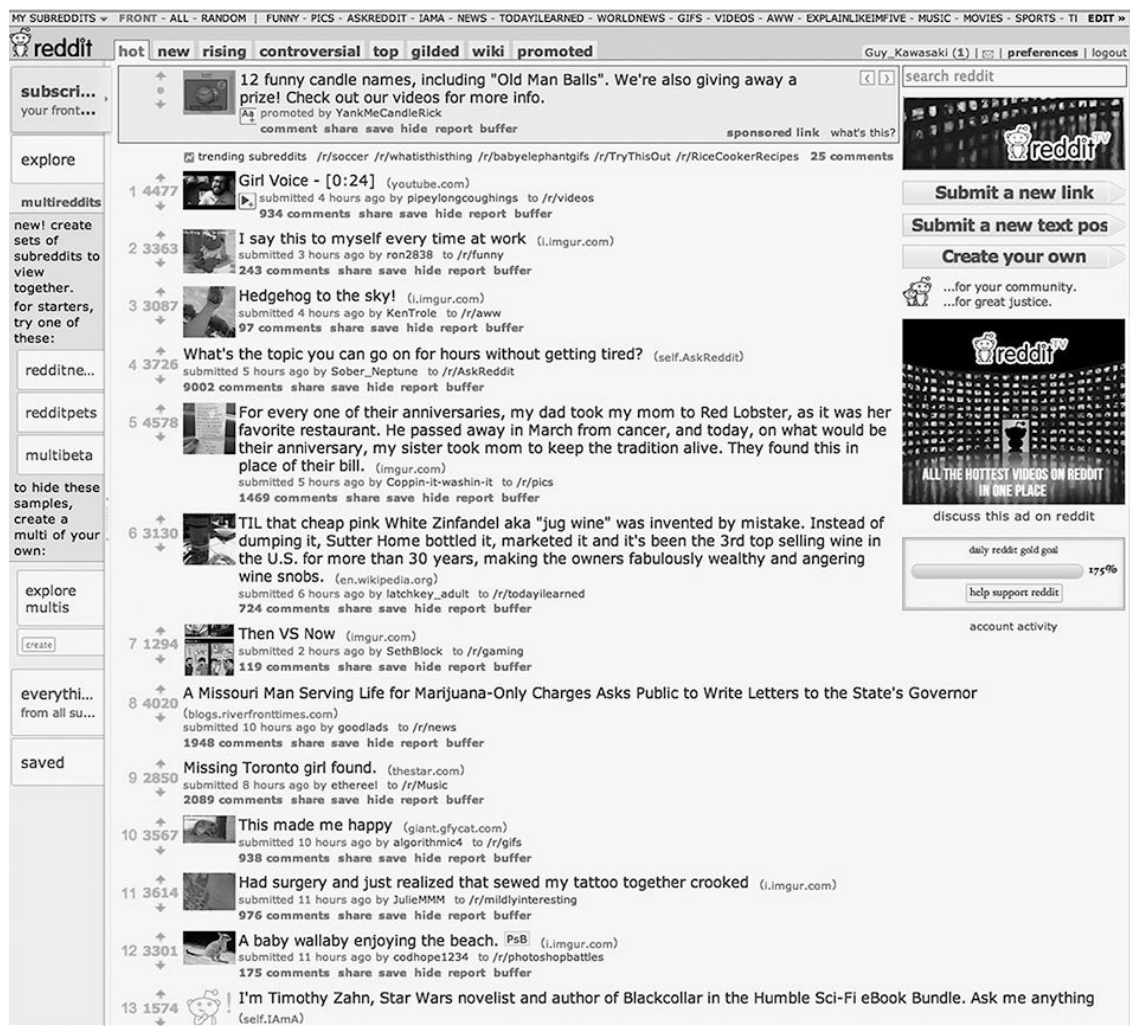 MY SUBREDDITS FRONT - ALL - RANDOM | FUNNY - PICS - ASKREDDIT - IAMA - NEWS - TODAYILEARNED - WORLDNEWS - GIFS - VIDEOS - AWW - EXPLAINLIKEIMFIVE - MUSIC - MOVIES - SPORTS - TI EDIT »
reddit hot new rising controversial top gilded wiki promoted Guy_Kawasaki (1) | preferences | logout
subscri...
your front...
explore
multireddits
new! create
sets of
subreddits to
view
together.
for starters,
try one of
these:
redditne...
redditpets
multibeta
to hide these
samples,
create a
multi of your
own:
explore
multis
create
everythi...
from all su...
saved
12 funny candle names, including "Old Man Balls". We're also giving away a
prize! Check out our videos for more info.
promoted by YankMeCandleRick
comment share save hide report buffer
sponsored link what's this?
trending subreddits /r/soccer /r/whatisthisthing /r/babyelephantgifs /r/TryThisOut /r/RiceCookerRecipes 25 comments
1 4477 Girl Voice - [0:24] (youtube.com)
submitted 4 hours ago by pipeylongcoughings to /r/videos
934 comments share save hide report buffer
2 3363 I say this to myself every time at work (i.imgur.com)
submitted 3 hours ago by ron2838 to /r/funny
243 comments share save hide report buffer
3 3087 Hedgehog to the sky! (i.imgur.com)
submitted 4 hours ago by KenTrole to /r/aww
97 comments share save hide report buffer
4 3726 What's the topic you can go on for hours without getting tired? (self.AskReddit)
submitted 5 hours ago by Sober_Neptune to /r/AskReddit
9002 comments share save hide report buffer
5 4578 For every one of their anniversaries, my dad took my mom to Red Lobster, as it was her
favorite restaurant. He passed away in March from cancer, and today, on what would be
their anniversary, my sister took mom to keep the tradition alive. They found this in
place of their bill. (imgur.com)
submitted 5 hours ago by Coppin-it-washin-it to /r/pics
1469 comments share save hide report buffer
6 3130 TIL that cheap pink White Zinfandel aka "jug wine" was invented by mistake. Instead of
dumping it, Sutter Home bottled it, marketed it and it's been the 3rd top selling wine in
the U.S. for more than 30 years, making the owners fabulously wealthy and angering
wine snobs. (en.wikipedia.org)
submitted 6 hours ago by latchkey_adult to /r/todayilearned
724 comments share save hide report buffer
7 1294 Then VS Now (imgur.com)
submitted 2 hours ago by SethBlock to /r/gaming
119 comments share save hide report buffer
8 4020 A Missouri Man Serving Life for Marijuana-Only Charges Asks Public to Write Letters to the State's Governor
(blogs.riverfronttimes.com)
submitted 10 hours ago by goodlads to /r/news
1948 comments share save hide report buffer
9 2850 Missing Toronto girl found. (thestar.com)
submitted 8 hours ago by ethereel to /r/Music
2089 comments share save hide report buffer
10 3567 This made me happy (giant.gfycat.com)
submitted 10 hours ago by algorithmic4 to /r/gifs
938 comments share save hide report buffer
11 3614 Had surgery and just realized that sewed my tattoo together crooked (i.imgur.com)
submitted 11 hours ago by JulieMMM to /r/mildlyinteresting
976 comments share save hide report buffer
12 3301 A baby wallaby enjoying the beach. PsB (i.imgur.com)
submitted 11 hours ago by codhope1234 to /r/photoshopbattles
175 comments share save hide report buffer
13 1574 I'm Timothy Zahn, Star Wars novelist and author of Blackcollar in the Humble Sci-Fi eBook Bundle. Ask me anything
(self.IAmA)
search reddit
reddit TV
Submit a new link
Submit a new text pos
Create your own
...for your community.
...for great justice.
reddit TV
ALL THE HOTTEST VIDEOS ON REDDIT
IN ONE PLACE
discuss this ad on reddit
daily reddit gold goal
175%
help support reddit
account activity